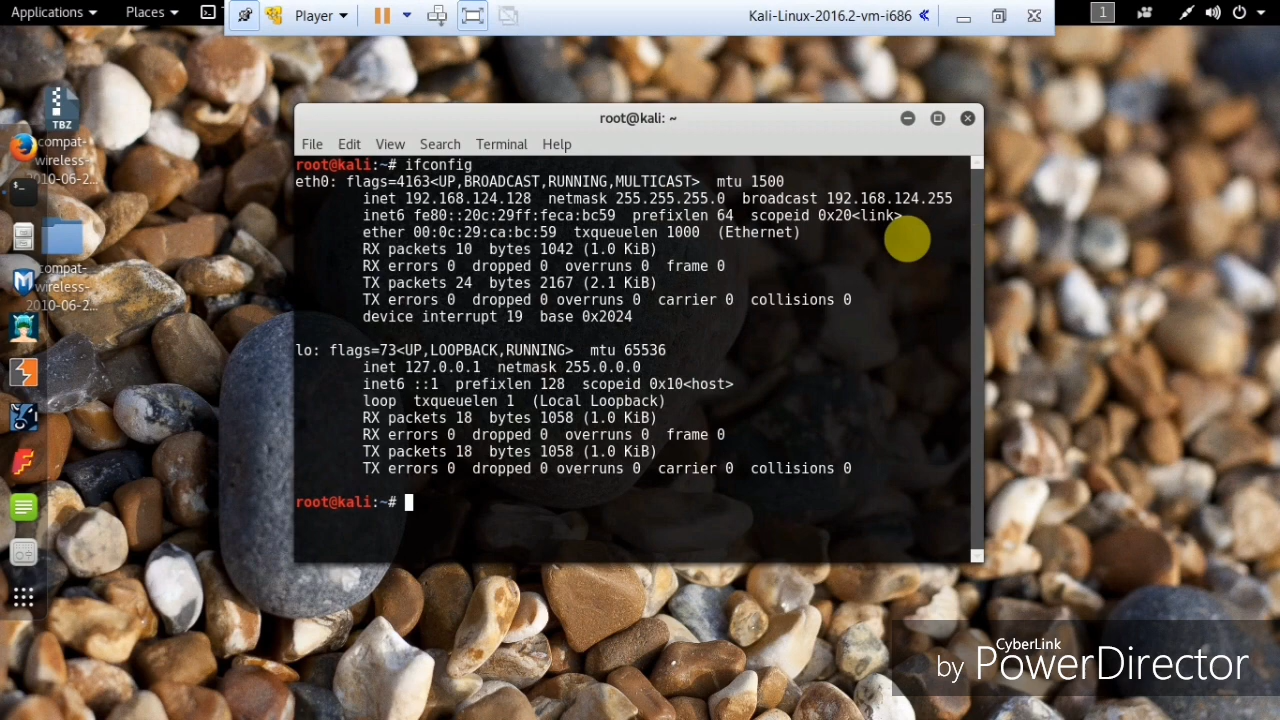 Applications
Places
Player
Kali-Linux-2016.2-vm-i686
1
TBZ
compat-
wireless-
2010-06-2...
compat-
wireless-
2010-06-2...
root@kali: ~
File Edit View Search Terminal Help
root@kali:~# ifconfig
eth0: flags=4163<UP,BROADCAST,RUNNING,MULTICAST>  mtu 1500
        inet 192.168.124.128  netmask 255.255.255.0  broadcast 192.168.124.255
        inet6 fe80::20c:29ff:feca:bc59  prefixlen 64  scopeid 0x20<link>
        ether 00:0c:29:ca:bc:59  txqueuelen 1000  (Ethernet)
        RX packets 10  bytes 1042 (1.0 KiB)
        RX errors 0  dropped 0  overruns 0  frame 0
        TX packets 24  bytes 2167 (2.1 KiB)
        TX errors 0  dropped 0 overruns 0  carrier 0  collisions 0
        device interrupt 19  base 0x2024
lo: flags=73<UP,LOOPBACK,RUNNING>  mtu 65536
        inet 127.0.0.1  netmask 255.0.0.0
        inet6 ::1  prefixlen 128  scopeid 0x10<host>
        loop  txqueuelen 1  (Local Loopback)
        RX packets 18  bytes 1058 (1.0 KiB)
        RX errors 0  dropped 0  overruns 0  frame 0
        TX packets 18  bytes 1058 (1.0 KiB)
        TX errors 0  dropped 0 overruns 0  carrier 0  collisions 0
root@kali:~#
CyberLink
by PowerDirector